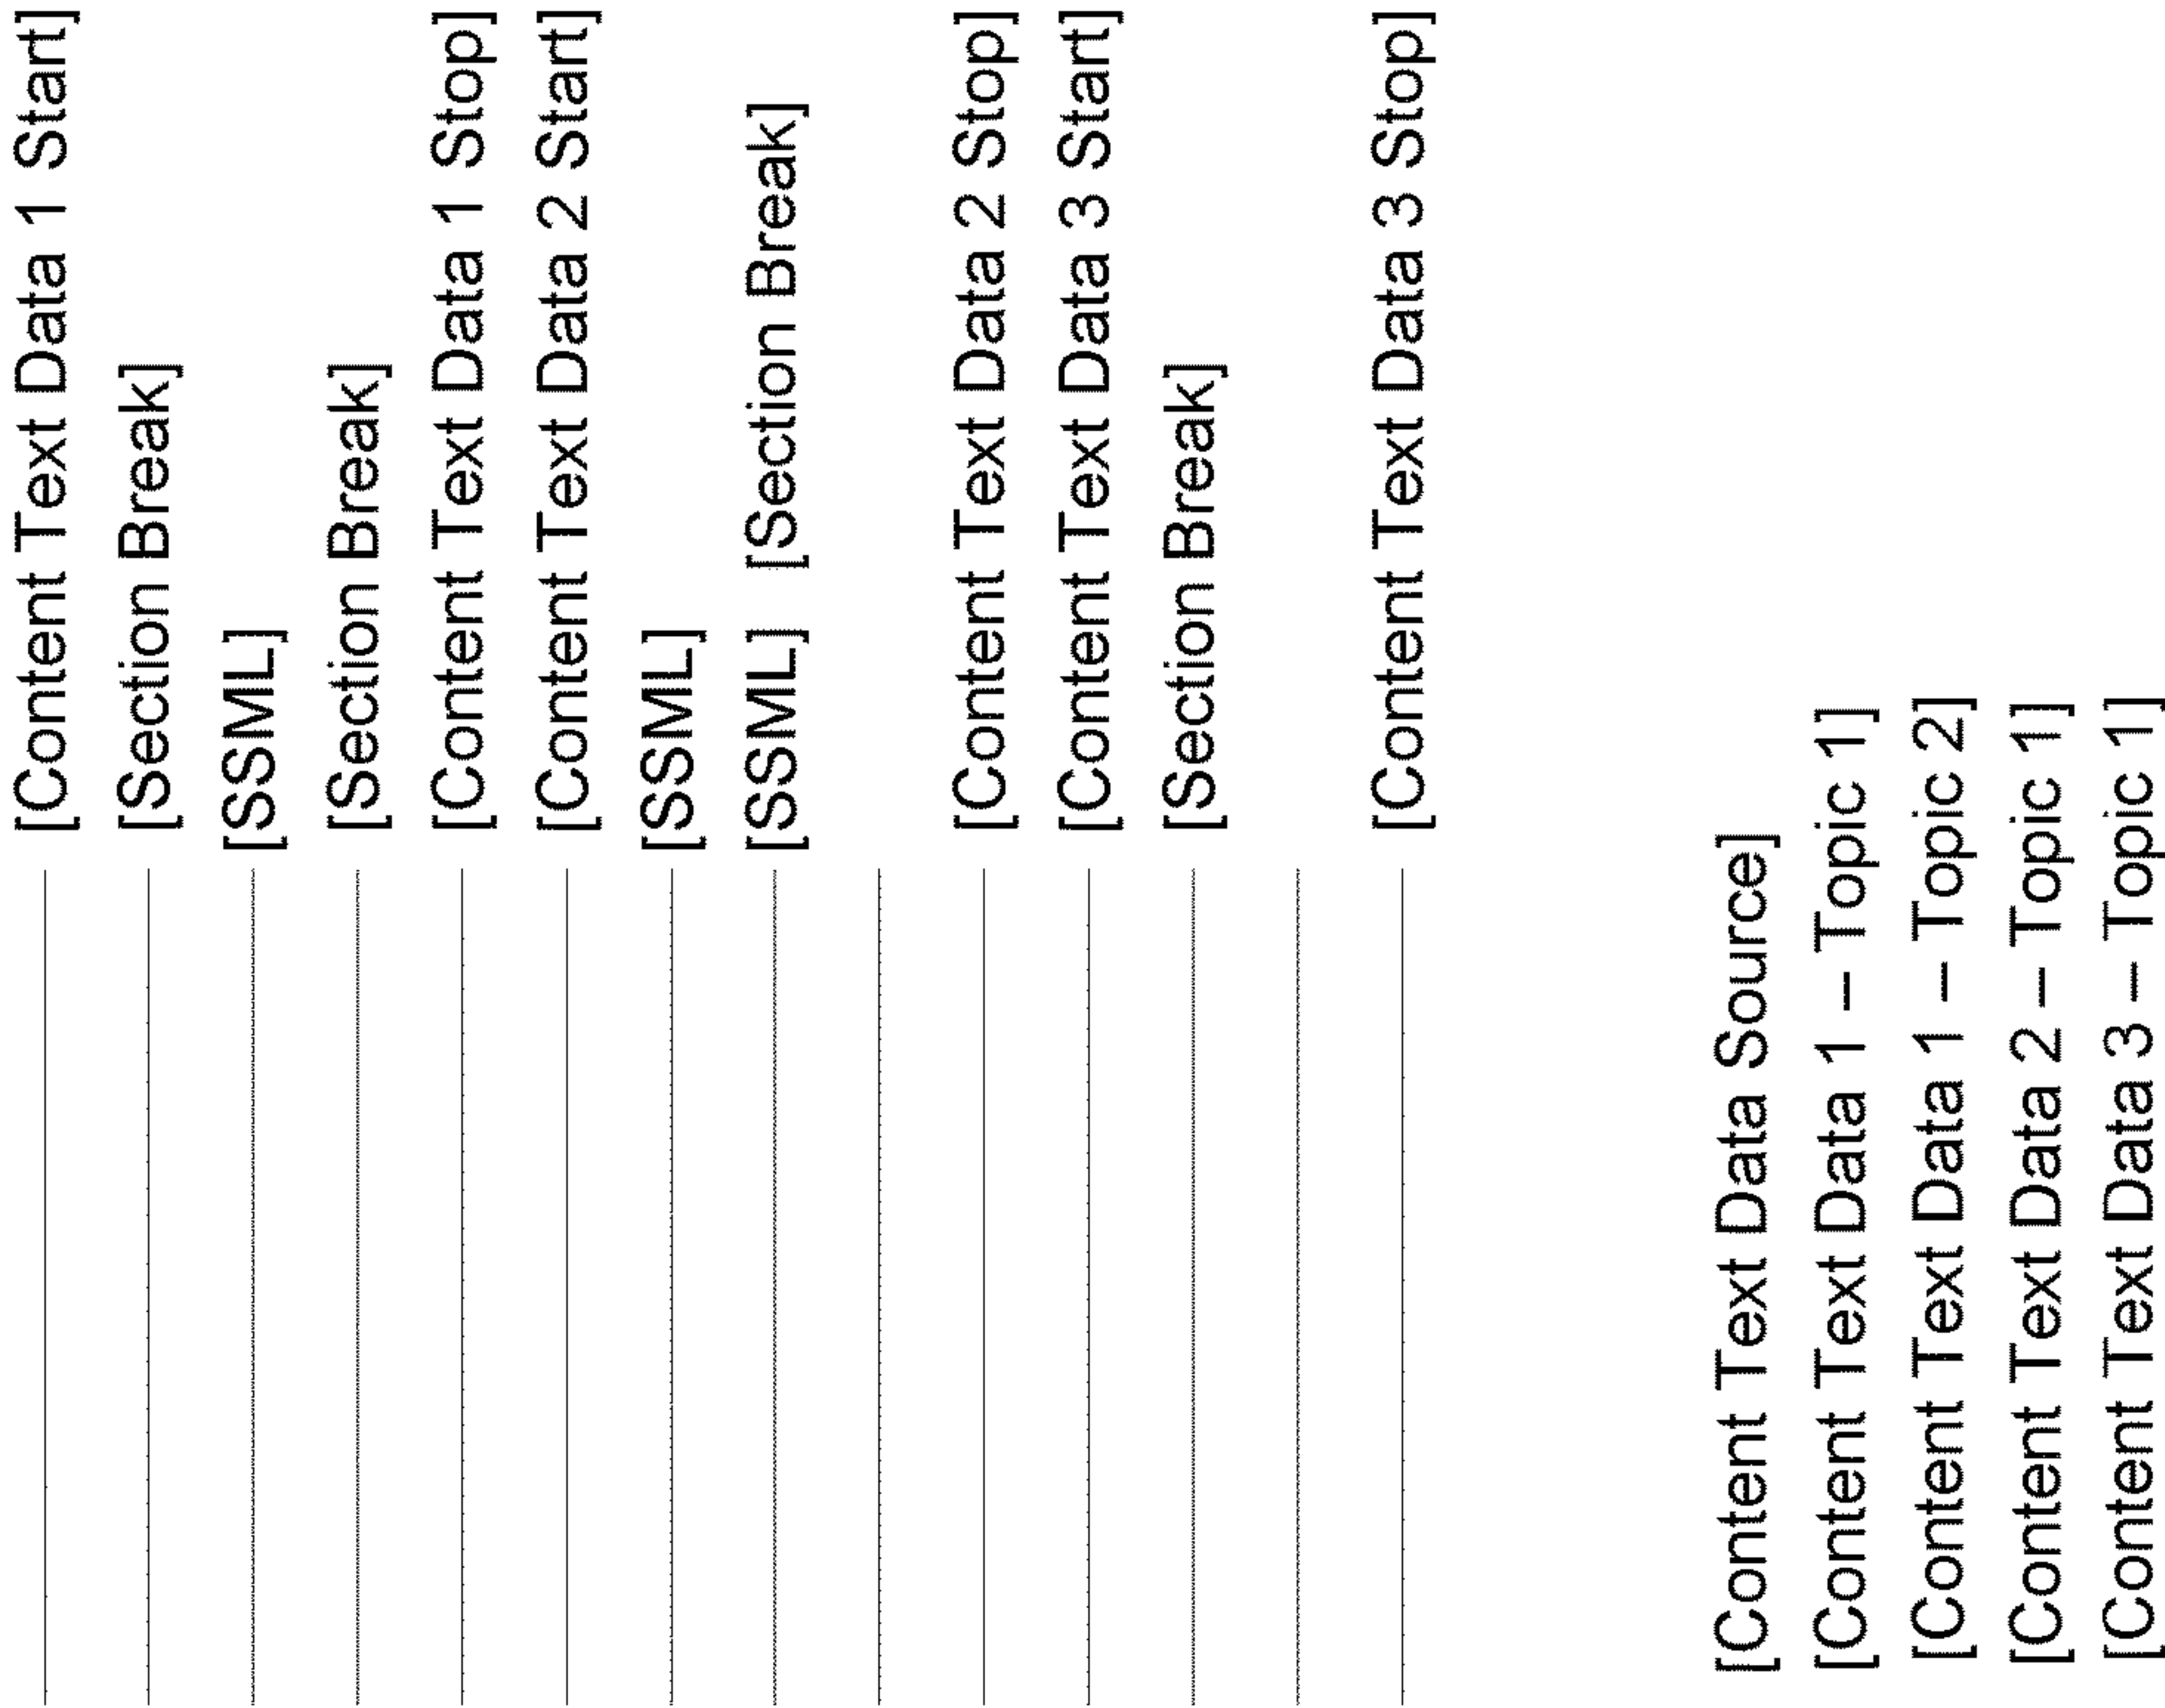 [Content Text Data 1 Start]
[Section Break]
[SSML]
[Section Break]
[Content Text Data 1 Stop]
[Content Text Data 2 Start]
[SSML]
[SSML] [Section Break]
[Content Text Data 2 Stop]
[Content Text Data 3 Start]
[Section Break]
[Content Text Data 3 Stop]
[Content Text Data Source]
[Content Text Data 1 – Topic 1]
[Content Text Data 1 – Topic 2]
[Content Text Data 2 – Topic 1]
[Content Text Data 3 – Topic 1]